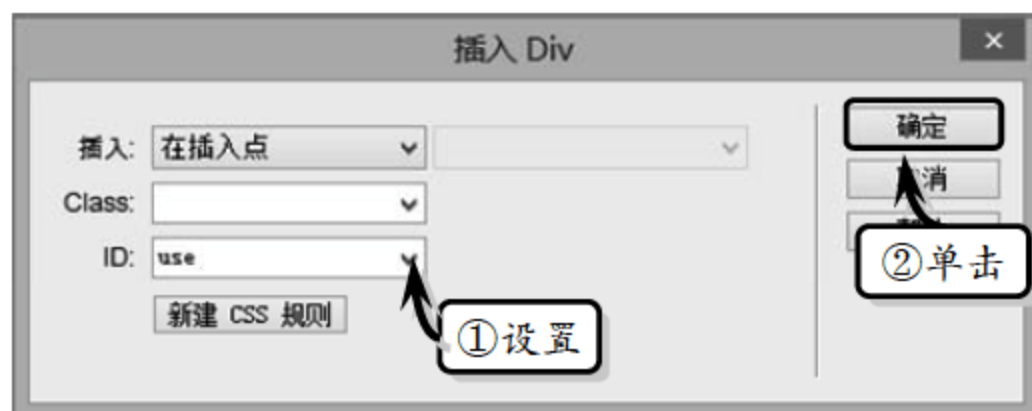 插入 Div
插入: 在插入点
确定
消
Class:
ID: use
②单击
新建 CSS 规则
①设置